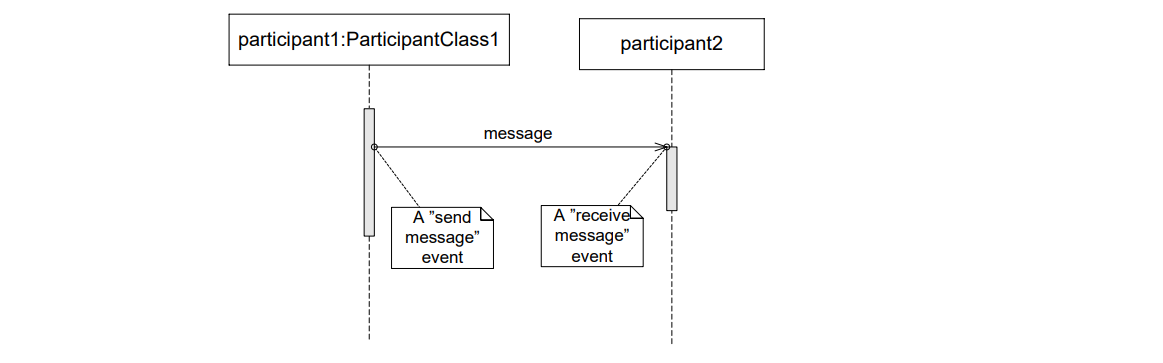 participant1:ParticipantClass1
participant2
message
A ”send
message”
event
A ”receive
message”
event